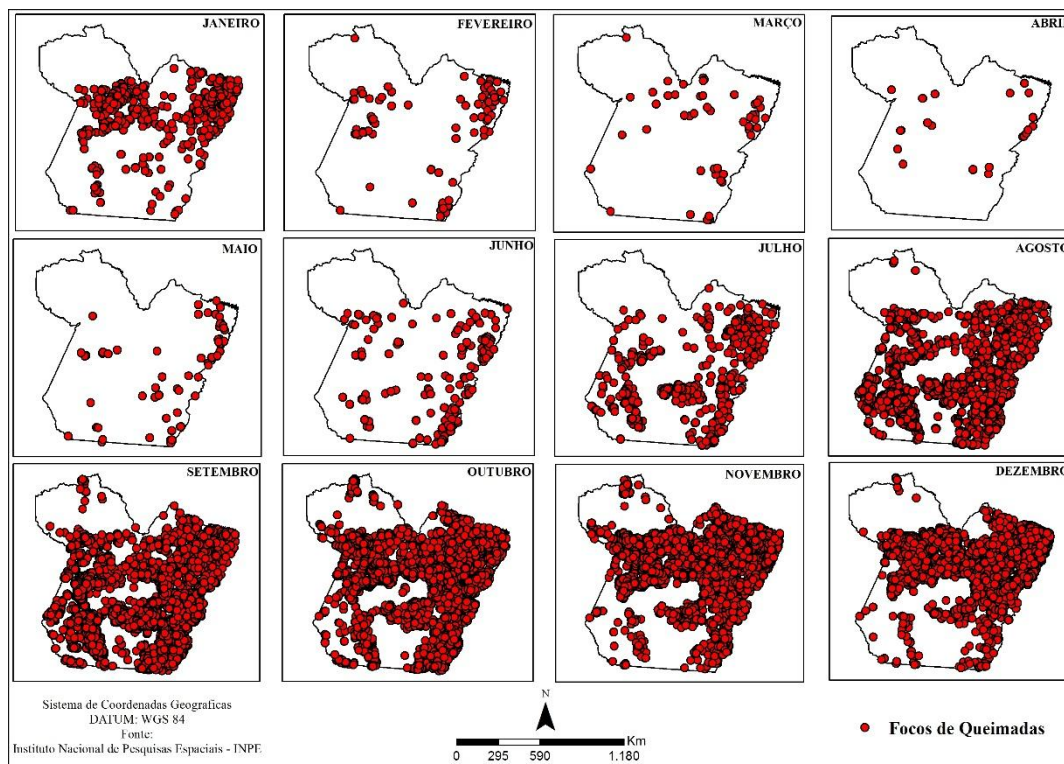 JANEIRO
FEVEREIRO
MARÇO
ABRIL
MAIO
JUNHO
JULHO
AGOSTO
SETEMBRO
OUTUBRO
NOVEMBRO
DEZEMBRO
Sistema de Coordenadas Geograficas
DATUM: WGS 84
Fonte:
Instituto Nacional de Pesquisas Espaciais - INPE
N
Km
0 295 590 1.180
Focos de Queimadas